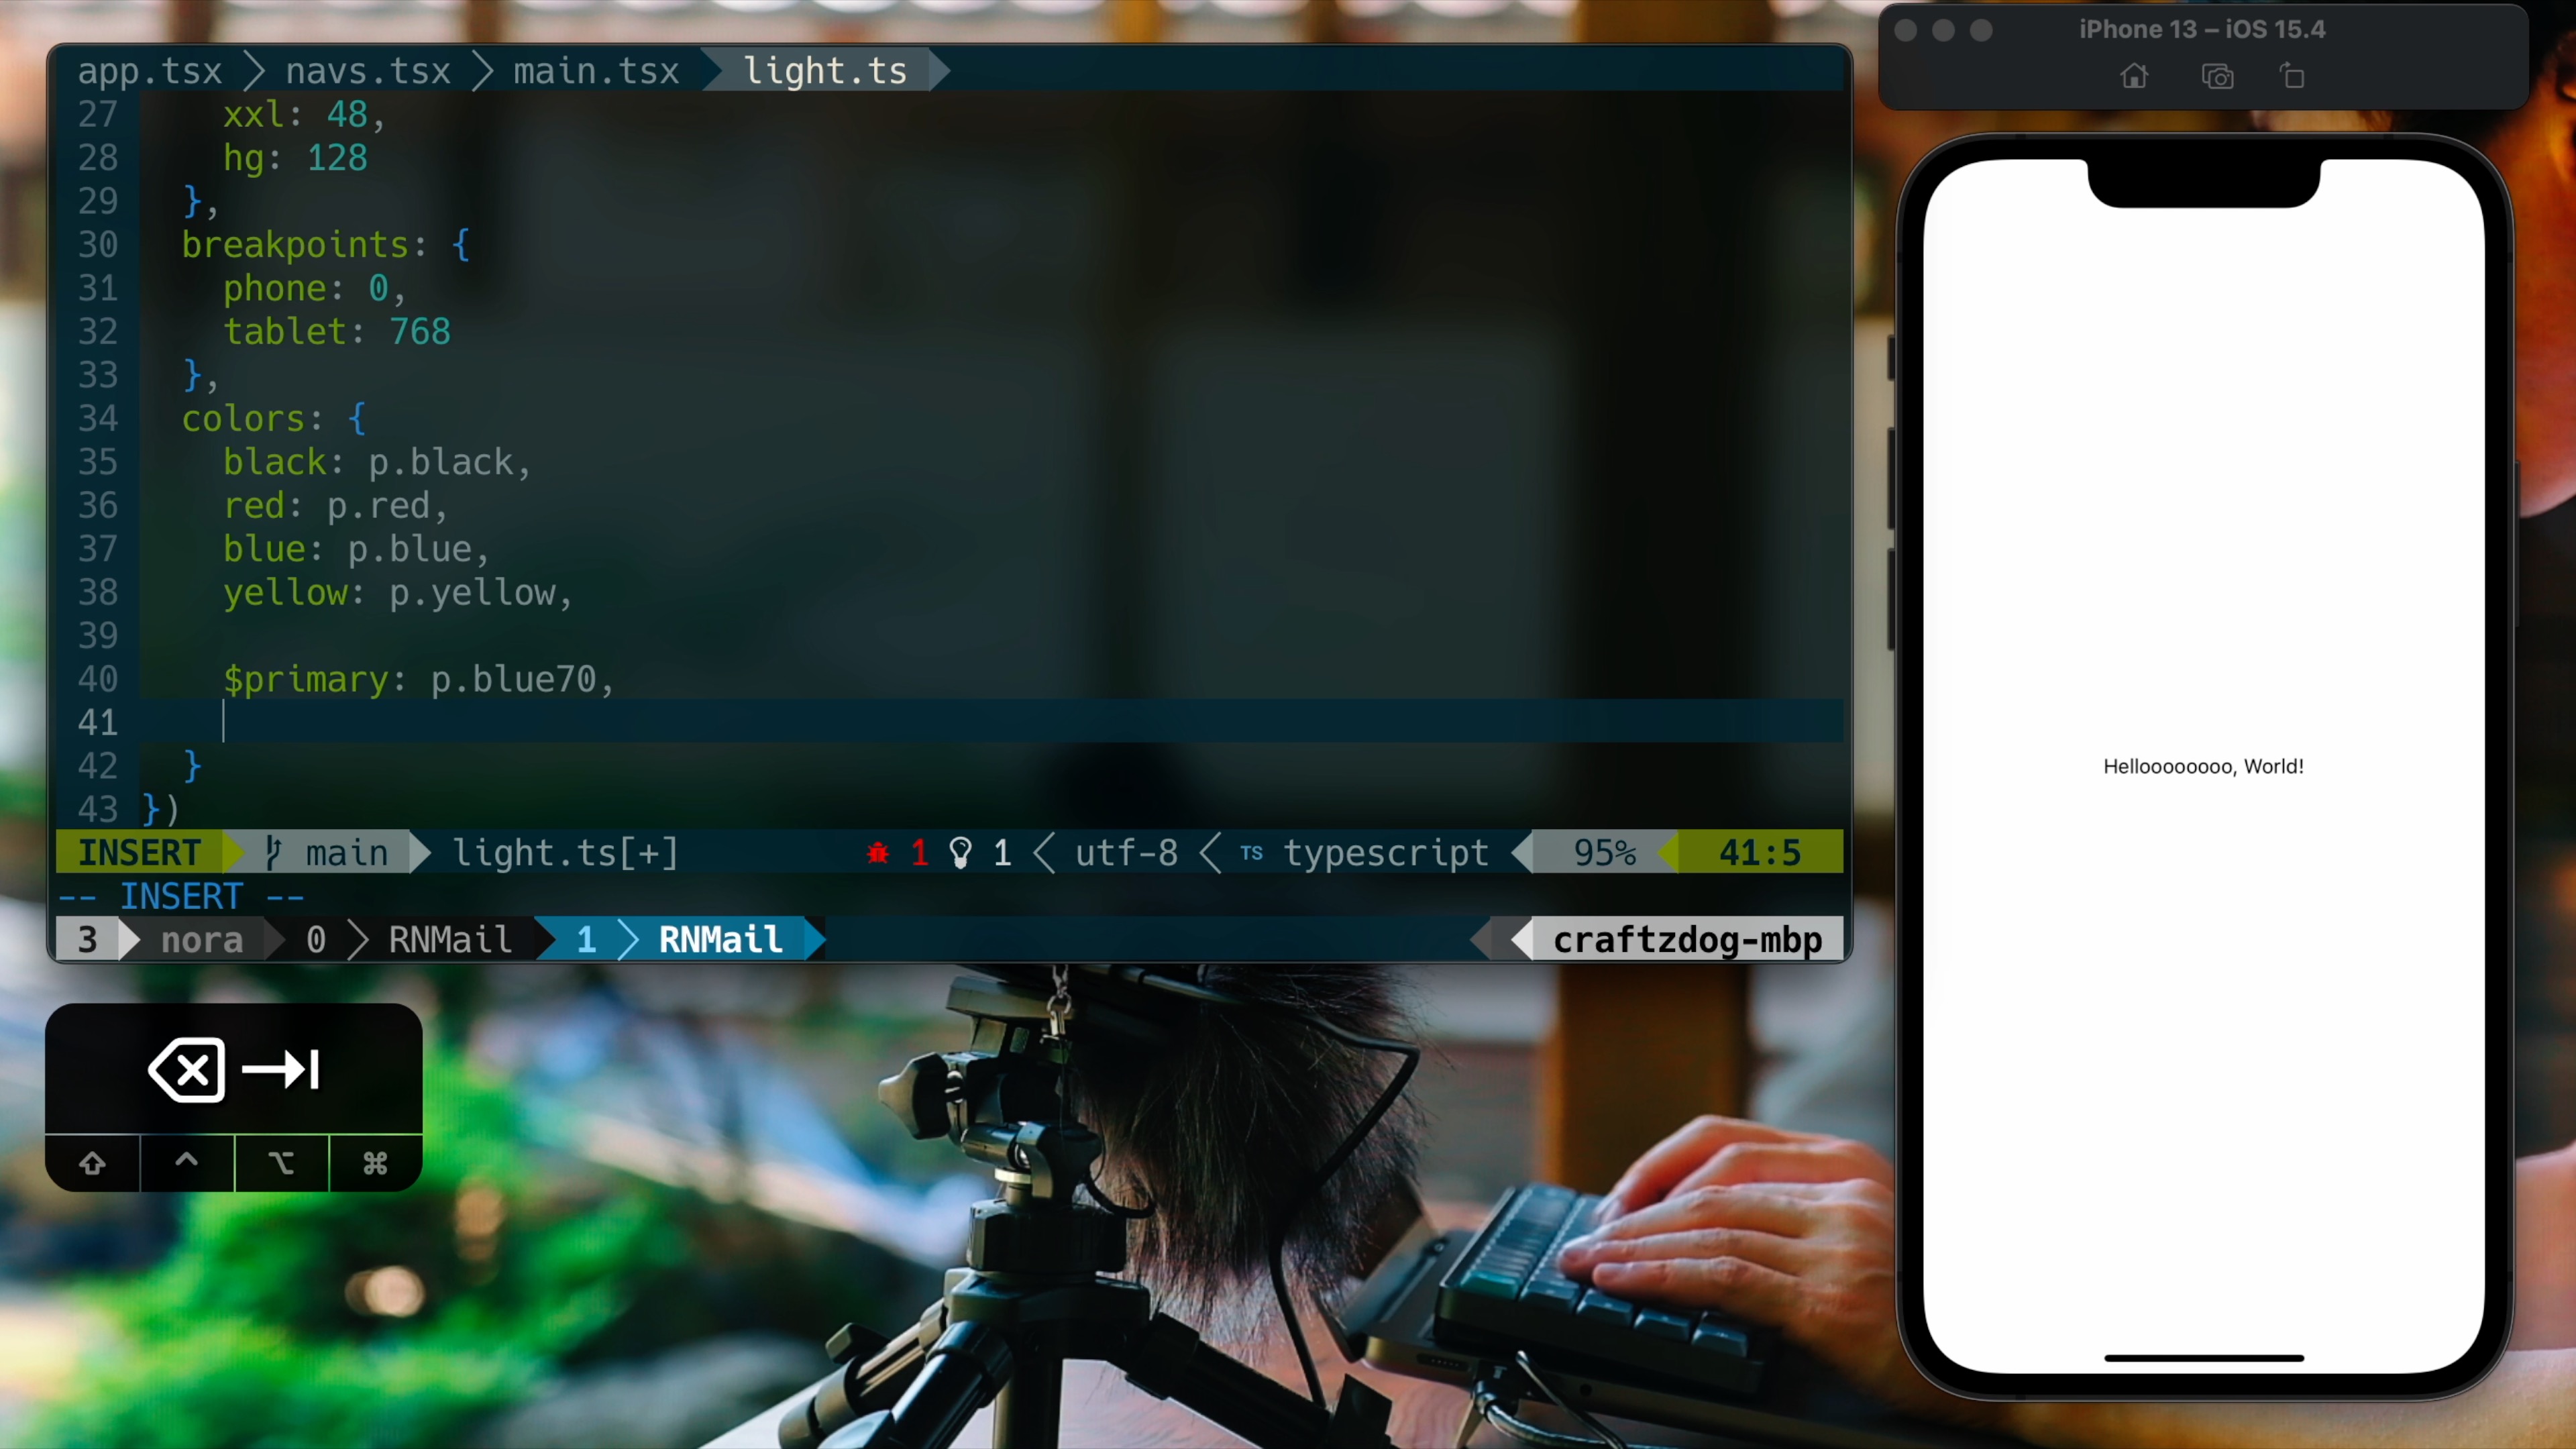 app.tsx navs.tsx main.tsx light.ts
27 xxl: 48,
28 hg: 128
29 },
30 breakpoints: {
31 phone: 0,
32 tablet: 768
33 },
34 colors: {
35 black: p.black,
36 red: p.red,
37 blue: p.blue,
38 yellow: p.yellow,
39
40 $primary: p.blue70,
41
42 }
43 })
INSERT main light.ts[+] 1 1 utf-8 TS typescript 95% 41:5
-- INSERT --
3 nora 0 RNMail 1 RNMail craftzdog-mbp
iPhone 13 – iOS 15.4
Helloooooooo, World!